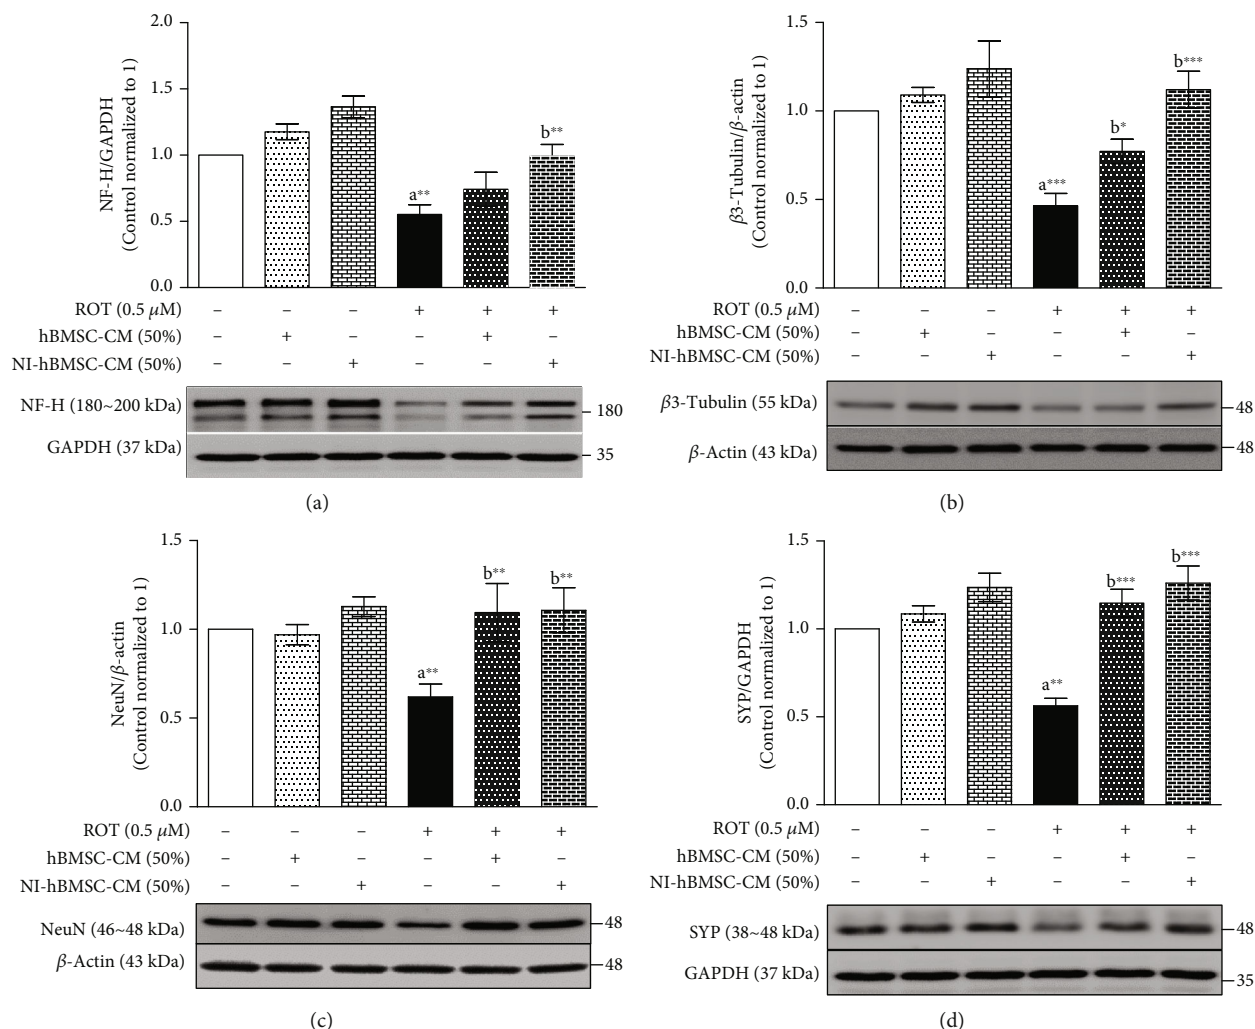 NF-H/GAPDH
(Control normalized to 1)
2.0
1.5
1.0
0.5
0.0
a**
b**
ROT (0.5 μM) – – – + + +
hBMSC-CM (50%) – + – – + –
NI-hBMSC-CM (50%) – – + – – +
NF-H (180~200 kDa)
180
GAPDH (37 kDa)
35
(a)
β3-Tubulin/β-actin
(Control normalized to 1)
1.5
1.0
0.5
0.0
a***
b*
b***
ROT (0.5 μM) – – – + + +
hBMSC-CM (50%) – + – – + –
NI-hBMSC-CM (50%) – – + – – +
β3-Tubulin (55 kDa)
48
β-Actin (43 kDa)
48
(b)
NeuN/β-actin
(Control normalized to 1)
1.5
1.0
0.5
0.0
a**
b**
b**
ROT (0.5 μM) – – – + + +
hBMSC-CM (50%) – + – – + –
NI-hBMSC-CM (50%) – – + – – +
NeuN (46~48 kDa)
48
β-Actin (43 kDa)
48
(c)
SYP/GAPDH
(Control normalized to 1)
1.5
1.0
0.5
0.0
a**
b***
b***
ROT (0.5 μM) – – – + + +
hBMSC-CM (50%) – + – – + –
NI-hBMSC-CM (50%) – – + – – +
SYP (38~48 kDa)
48
GAPDH (37 kDa)
35
(d)